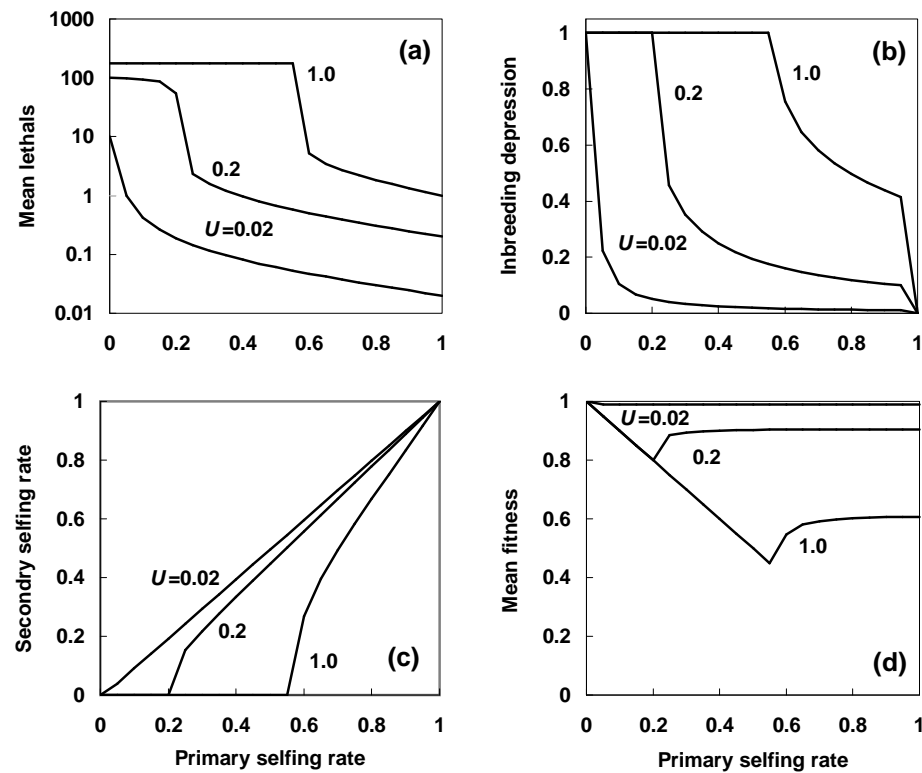 (a)
Mean lethals
1000
100
10
1
0.1
0.01
1.0
0.2
U=0.02
0 0.2 0.4 0.6 0.8 1
(b)
Inbreeding depression
1
0.8
0.6
0.4
0.2
0
1.0
0.2
U=0.02
0 0.2 0.4 0.6 0.8 1
(c)
Secondry selfing rate
1
0.8
0.6
0.4
0.2
0
U=0.02
0.2
1.0
0 0.2 0.4 0.6 0.8 1
Primary selfing rate
(d)
Mean fitness
1
0.8
0.6
0.4
0.2
0
U=0.02
0.2
1.0
0 0.2 0.4 0.6 0.8 1
Primary selfing rate